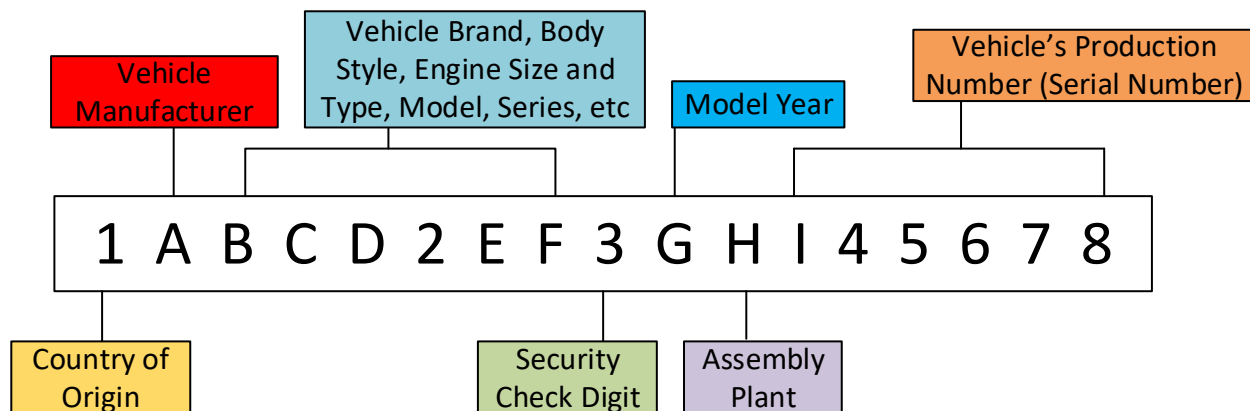 Vehicle
Manufacturer
Vehicle Brand, Body
Style, Engine Size and
Type, Model, Series, etc
Model Year
Vehicle’s Production
Number (Serial Number)
1 A B C D 2 E F 3 G H I 4 5 6 7 8
Country of
Origin
Security
Check Digit
Assembly
Plant